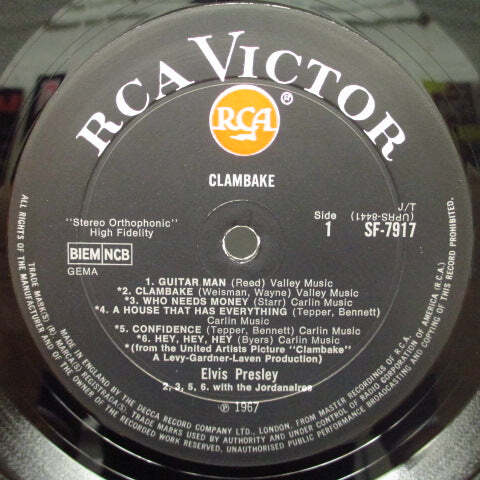 RCA VICTOR
RCA
®
CLAMBAKE
"Stereo Orthophonic"
High Fidelity
BIEM NCB
GEMA
T/J
(UPRS-8441)
Side
1 SF-7917
1. GUITAR MAN (Reed) Valley Music
*2. CLAMBAKE (Weisman, Wayne) Valley Music
*3. WHO NEEDS MONEY (Starr) Carlin Music
*4. A HOUSE THAT HAS EVERYTHING (Tepper, Bennett)
Carlin Music
*5. CONFIDENCE (Tepper, Bennett) Carlin Music
*6. HEY, HEY, HEY (Byers) Carlin Music
*(from the United Artists Picture "Clambake"
A Levy-Gardner-Laven Production)
Elvis Presley
2, 3, 5, 6. with the Jordanaires
℗ 1967
TRADE MARK(S) R.) MARCA(S) REGISTRADA(S). MADE IN ENGLAND BY THE DECCA RECORD COMPANY LTD., LONDON, FROM MASTER RECORDINGS OF R.C.A.
ISSUED BY AUTHORITY AND UNDER CONTROL OF RADIO CORPORATION OF AMERICA (R.C.A.)
ALL RIGHTS OF THE MANUFACTURER AND OF THE OWNER OF THE RECORDED WORK RESERVED. UNAUTHORISED PUBLIC PERFORMANCE BROADCASTING AND COPYING OF THIS RECORD PROHIBITED.